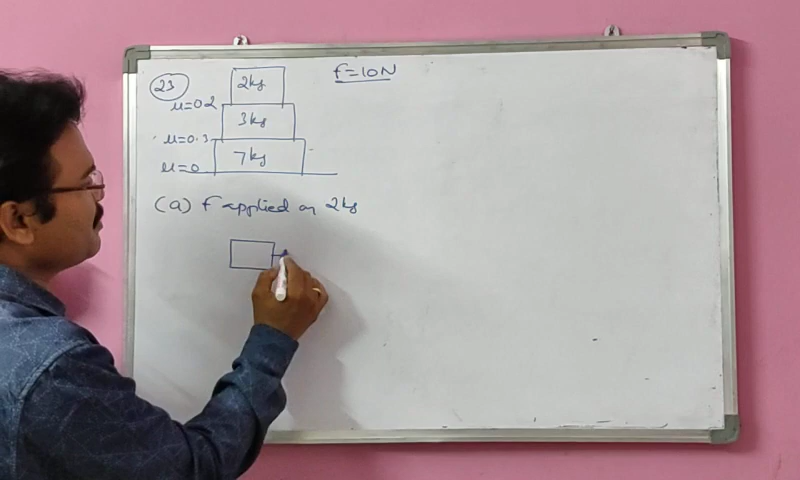 23
F=10N
2kg
μ=0.2
3kg
μ=0.3
7kg
μ=0
(a) F applied on 2kg